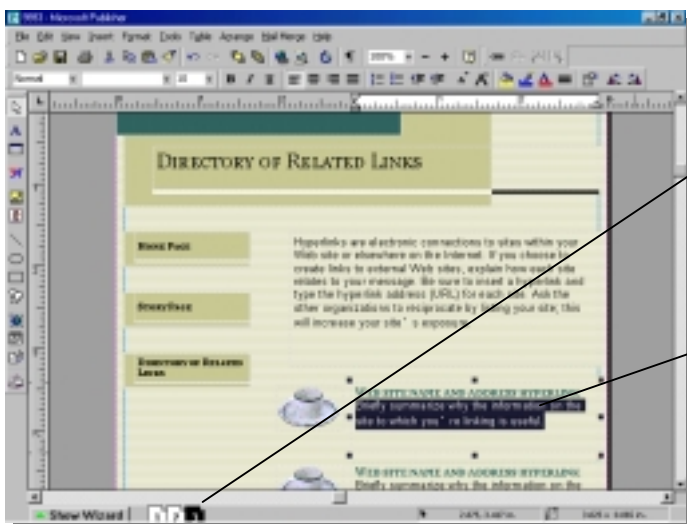 Microsoft Publisher
File Edit View Insert Format Tools Table Arrange Mail Merge Help
Normal
DIRECTORY OF RELATED LINKS
HOME PAGE
STORY PAGE
DIRECTORY OF RELATED
LINKS
Hyperlinks are electronic connections to sites within your
Web site or elsewhere on the Internet. If you choose to
create links to external Web sites, explain how each site
relates to your message. Be sure to insert a hyperlink and
type the hyperlink address (URL) for each site. Ask the
other organizations to reciprocate by listing your site; this
will increase your site's exposure.
WEB SITE NAME AND ADDRESS HYPERLINK
Briefly summarize why the information on the
site to which you're linking is useful.
WEB SITE NAME AND ADDRESS HYPERLINK
Briefly summarize why the information on the
Show Wizard
1 2 3